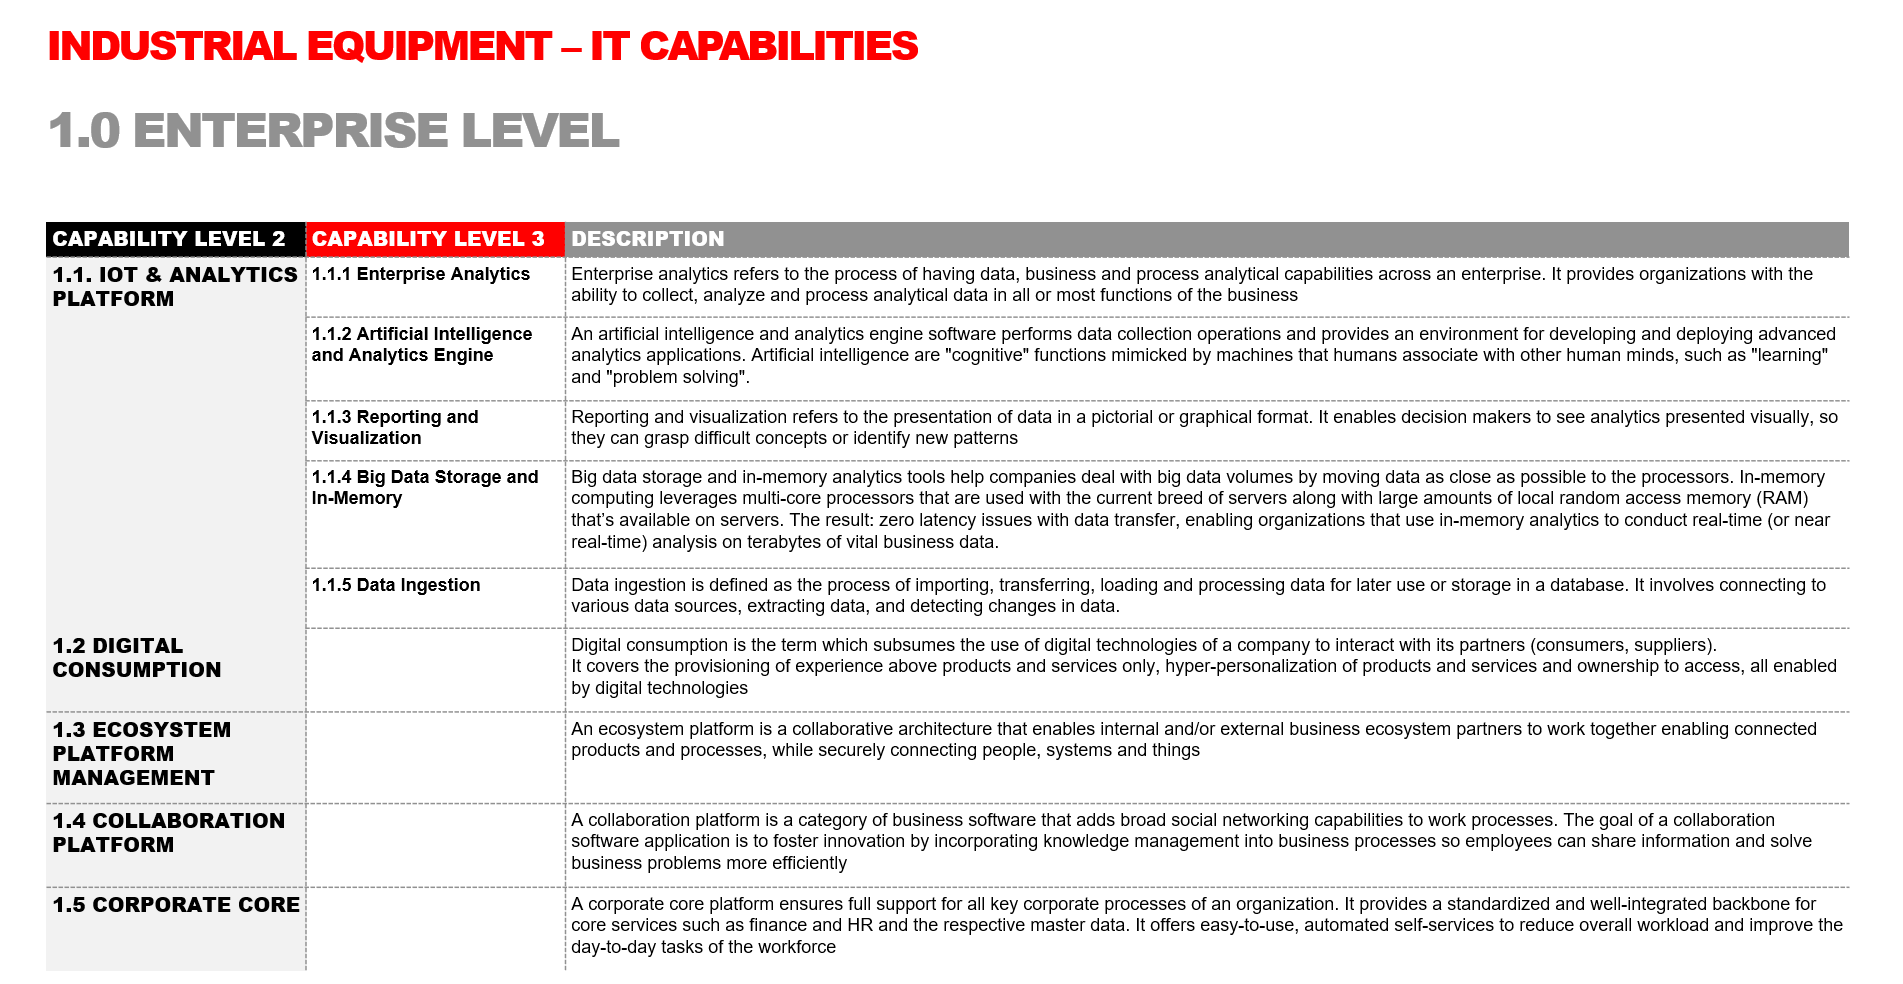 INDUSTRIAL EQUIPMENT – IT CAPABILITIES
1.0 ENTERPRISE LEVEL
CAPABILITY LEVEL 2 CAPABILITY LEVEL 3 DESCRIPTION
1.1. IOT & ANALYTICS
PLATFORM
1.1.1 Enterprise Analytics
Enterprise analytics refers to the process of having data, business and process analytical capabilities across an enterprise. It provides organizations with the
ability to collect, analyze and process analytical data in all or most functions of the business
1.1.2 Artificial Intelligence
and Analytics Engine
An artificial intelligence and analytics engine software performs data collection operations and provides an environment for developing and deploying advanced
analytics applications. Artificial intelligence are "cognitive" functions mimicked by machines that humans associate with other human minds, such as "learning"
and "problem solving".
1.1.3 Reporting and
Visualization
Reporting and visualization refers to the presentation of data in a pictorial or graphical format. It enables decision makers to see analytics presented visually, so
they can grasp difficult concepts or identify new patterns
1.1.4 Big Data Storage and
In-Memory
Big data storage and in-memory analytics tools help companies deal with big data volumes by moving data as close as possible to the processors. In-memory
computing leverages multi-core processors that are used with the current breed of servers along with large amounts of local random access memory (RAM)
that’s available on servers. The result: zero latency issues with data transfer, enabling organizations that use in-memory analytics to conduct real-time (or near
real-time) analysis on terabytes of vital business data.
1.1.5 Data Ingestion
Data ingestion is defined as the process of importing, transferring, loading and processing data for later use or storage in a database. It involves connecting to
various data sources, extracting data, and detecting changes in data.
1.2 DIGITAL
CONSUMPTION
Digital consumption is the term which subsumes the use of digital technologies of a company to interact with its partners (consumers, suppliers).
It covers the provisioning of experience above products and services only, hyper-personalization of products and services and ownership to access, all enabled
by digital technologies
1.3 ECOSYSTEM
PLATFORM
MANAGEMENT
An ecosystem platform is a collaborative architecture that enables internal and/or external business ecosystem partners to work together enabling connected
products and processes, while securely connecting people, systems and things
1.4 COLLABORATION
PLATFORM
A collaboration platform is a category of business software that adds broad social networking capabilities to work processes. The goal of a collaboration
software application is to foster innovation by incorporating knowledge management into business processes so employees can share information and solve
business problems more efficiently
1.5 CORPORATE CORE
A corporate core platform ensures full support for all key corporate processes of an organization. It provides a standardized and well-integrated backbone for
core services such as finance and HR and the respective master data. It offers easy-to-use, automated self-services to reduce overall workload and improve the
day-to-day tasks of the workforce